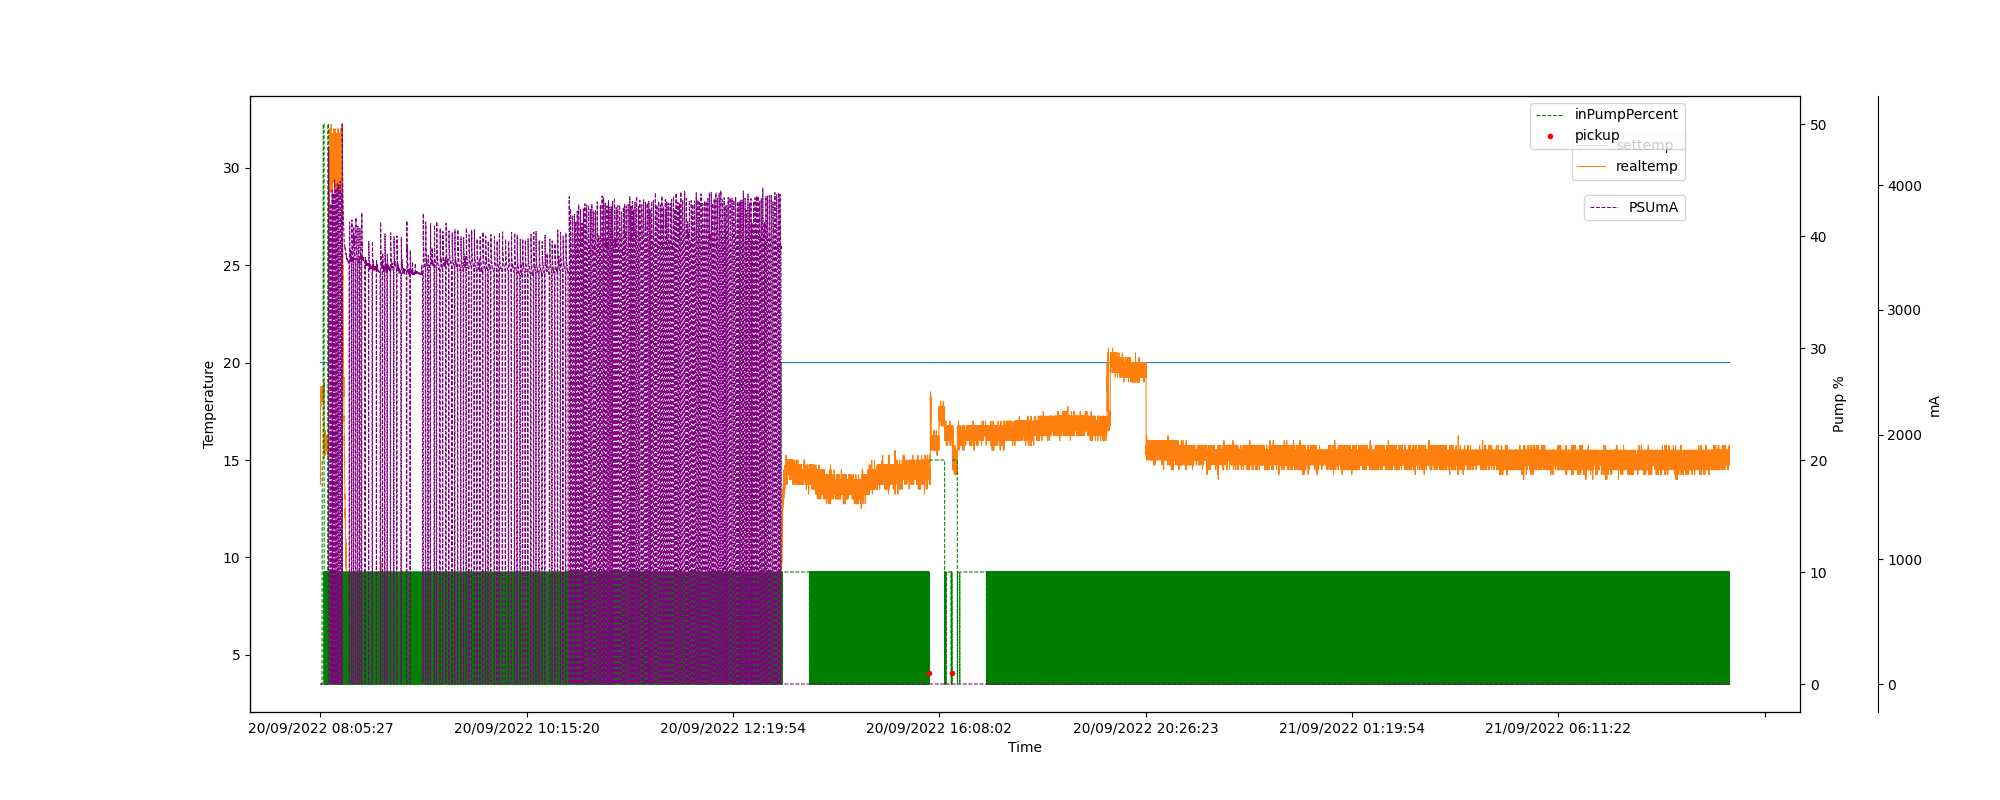 inPumpPercent
pickup
settemp
realtemp
PSUmA
30
25
20
15
10
5
Temperature
50
40
30
20
10
0
Pump %
4000
3000
2000
1000
0
mA
20/09/2022 08:05:27
20/09/2022 10:15:20
20/09/2022 12:19:54
20/09/2022 16:08:02
20/09/2022 20:26:23
21/09/2022 01:19:54
21/09/2022 06:11:22
Time